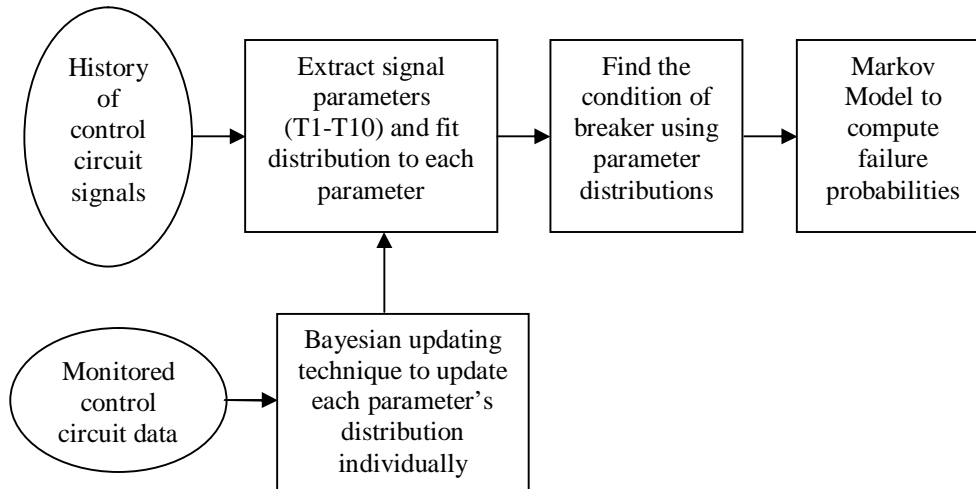 History
of
control
circuit
signals
Extract signal
parameters
(T1-T10) and fit
distribution to each
parameter
Find the
condition of
breaker using
parameter
distributions
Markov
Model to
compute
failure
probabilities
Monitored
control
circuit data
Bayesian updating
technique to update
each parameter’s
distribution
individually